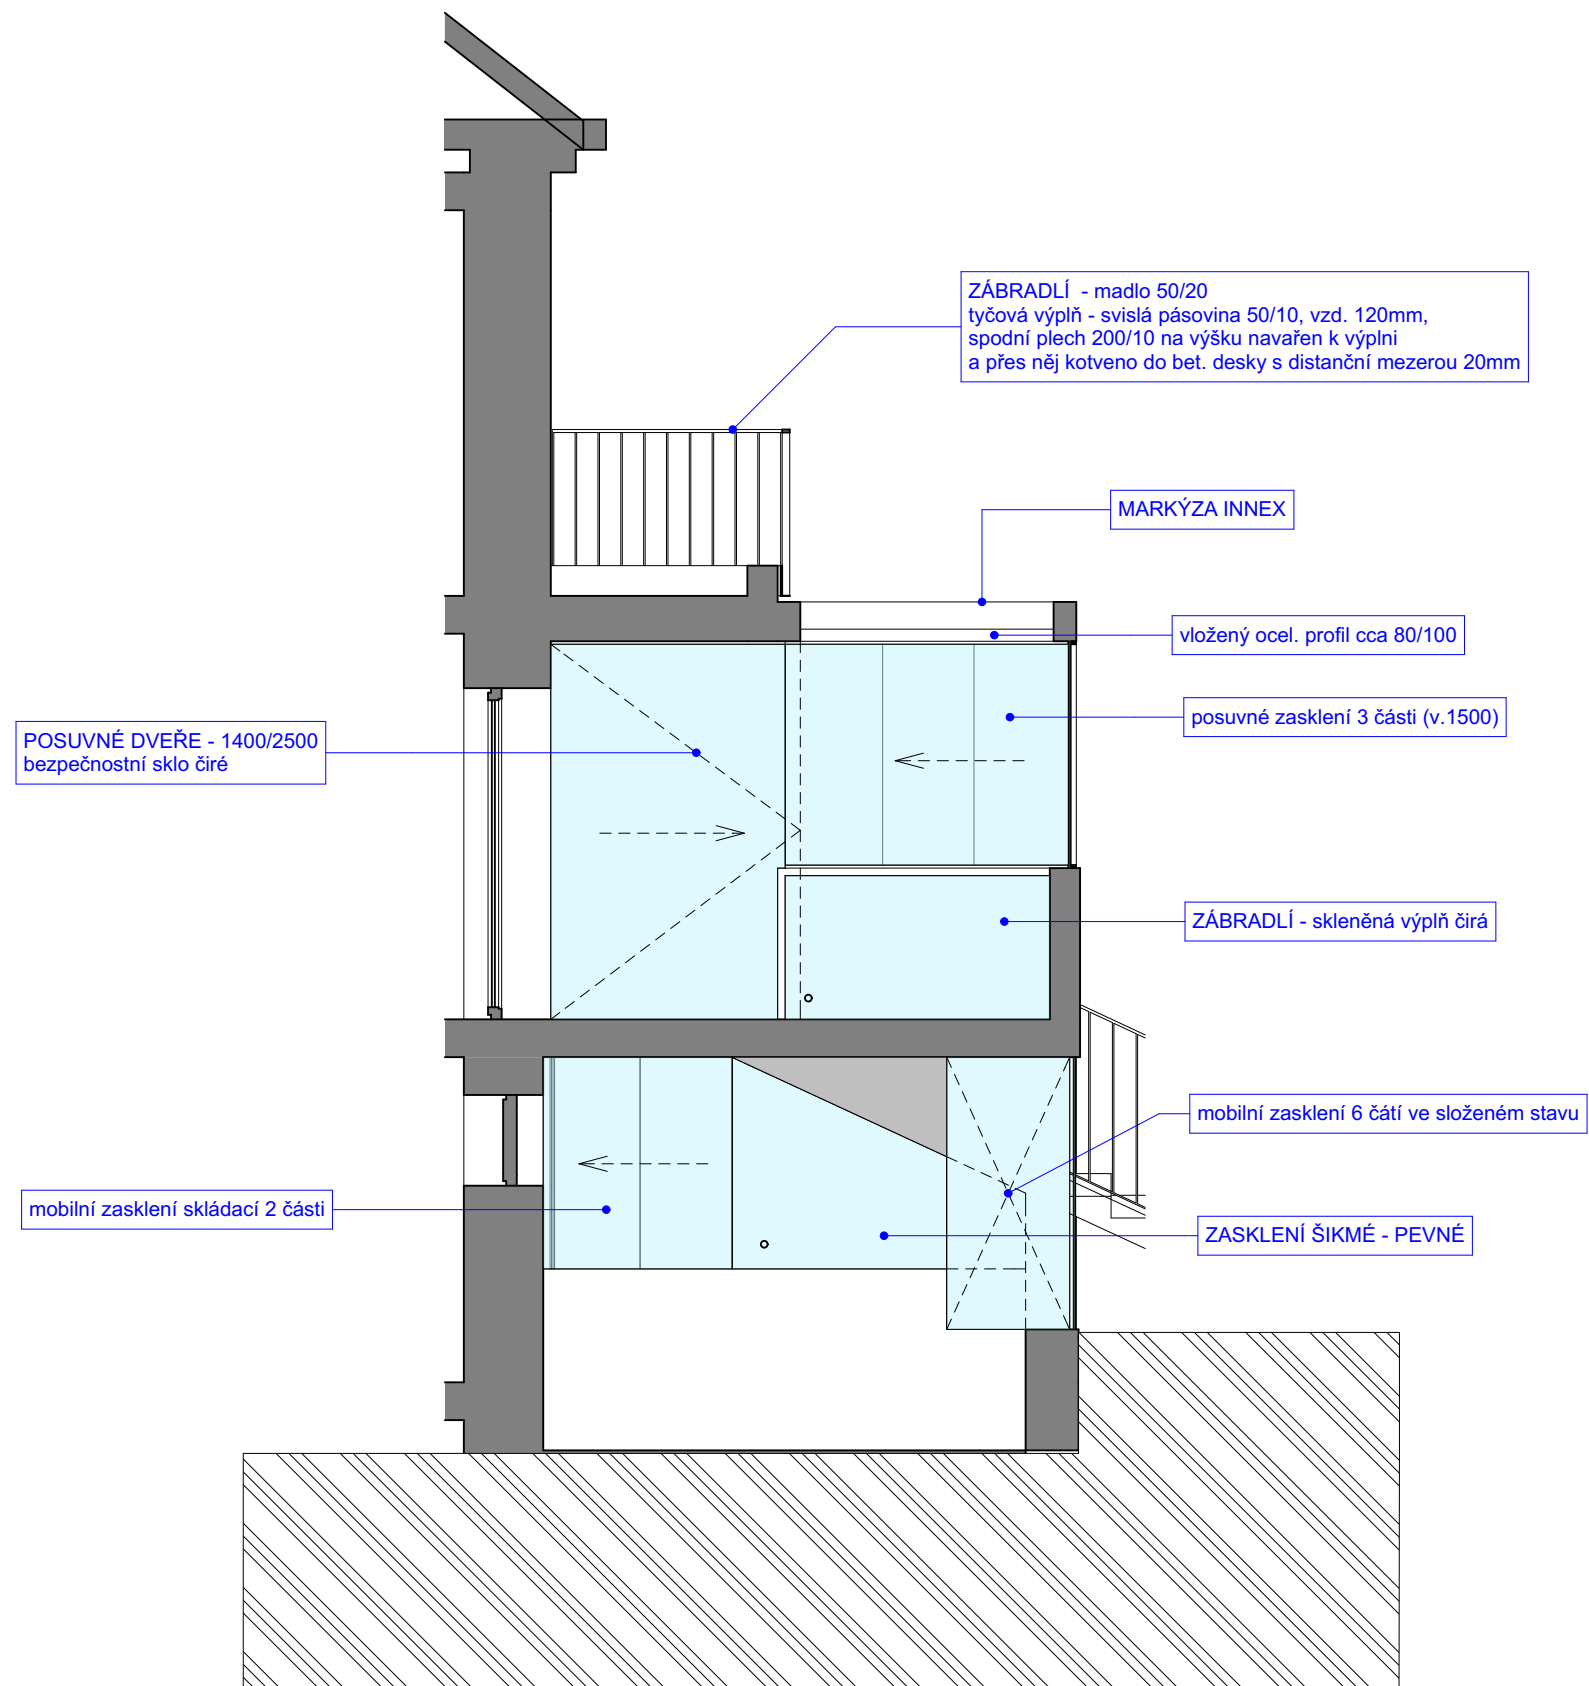 ZÁBRADLÍ - madlo 50/20
tyčová výplň - svislá pásovina 50/10, vzd. 120mm,
spodní plech 200/10 na výšku navařen k výplni
a přes něj kotveno do bet. desky s distanční mezerou 20mm
MARKÝZA INNEX
vložený ocel. profil cca 80/100
posuvné zasklení 3 části (v.1500)
POSUVNÉ DVEŘE - 1400/2500
bezpečnostní sklo čiré
ZÁBRADLÍ - skleněná výplň čirá
mobilní zasklení 6 čátí ve složeném stavu
mobilní zasklení skládací 2 části
ZASKLENÍ ŠIKMÉ - PEVNÉ